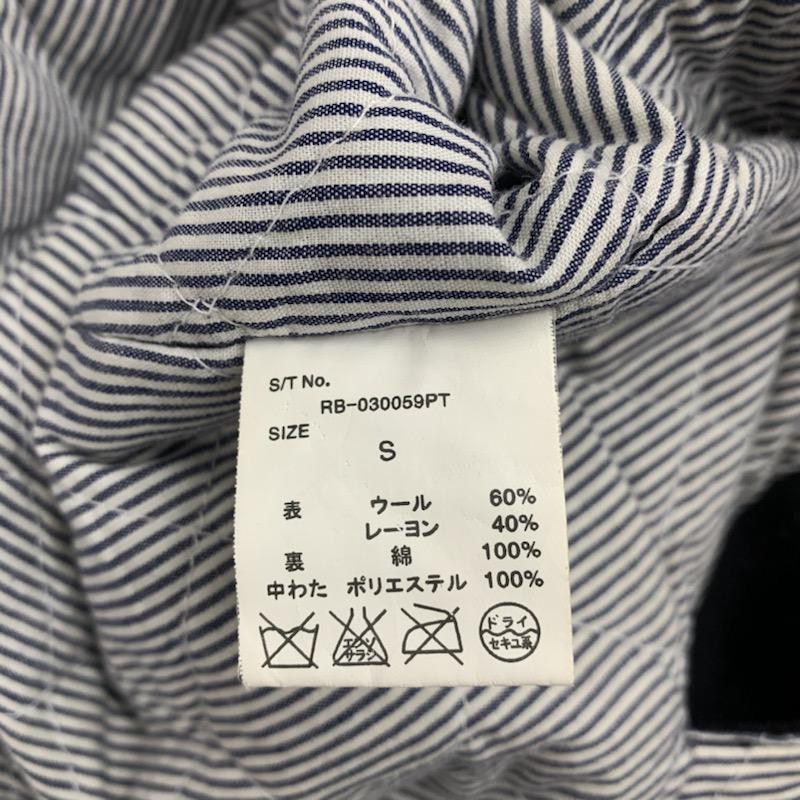 S/T No.
RB-030059PT
SIZE
S
表 ウール 60%
レーヨン 40%
裏 綿 100%
中わた ポリエステル 100%
エンソ
サラシ
ドライ
セキユ系